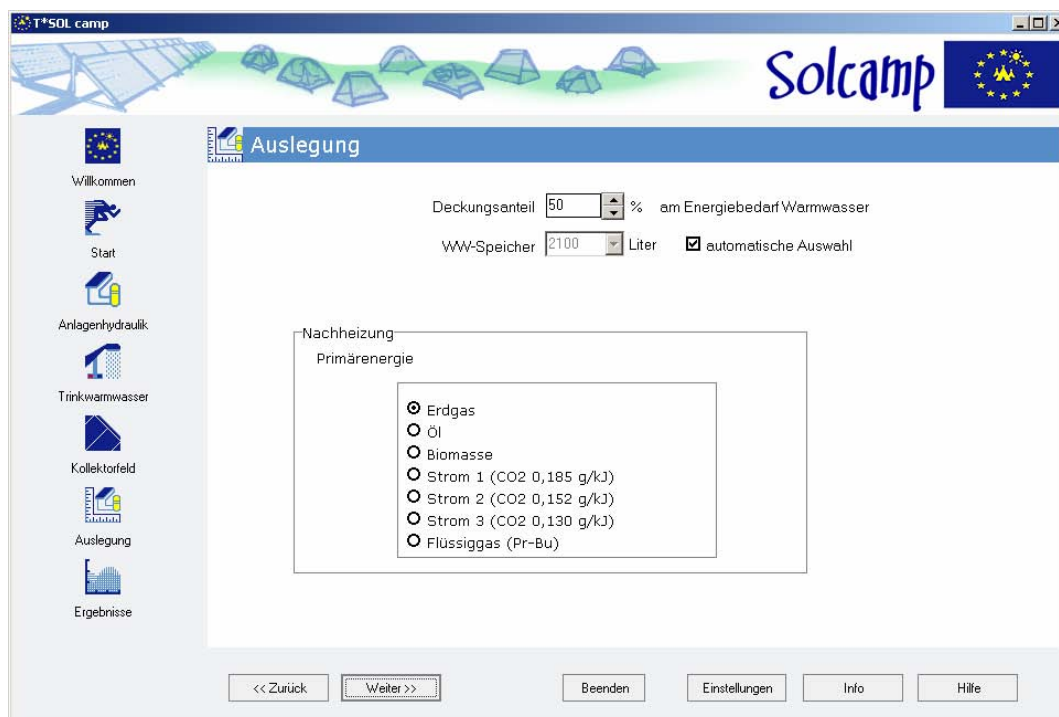 T*SOL camp
Solcamp
Willkommen
Start
Anlagenhydraulik
Trinkwarmwasser
Kollektorfeld
Auslegung
Ergebnisse
Auslegung
Deckungsanteil 50 % am Energiebedarf Warmwasser
WW-Speicher 2100 Liter automatische Auswahl
Nachheizung
Primärenergie
Erdgas
Öl
Biomasse
Strom 1 (CO2 0,185 g/kJ)
Strom 2 (CO2 0,152 g/kJ)
Strom 3 (CO2 0,130 g/kJ)
Flüssiggas (Pr-Bu)
<< Zurück Weiter >> Beenden Einstellungen Info Hilfe